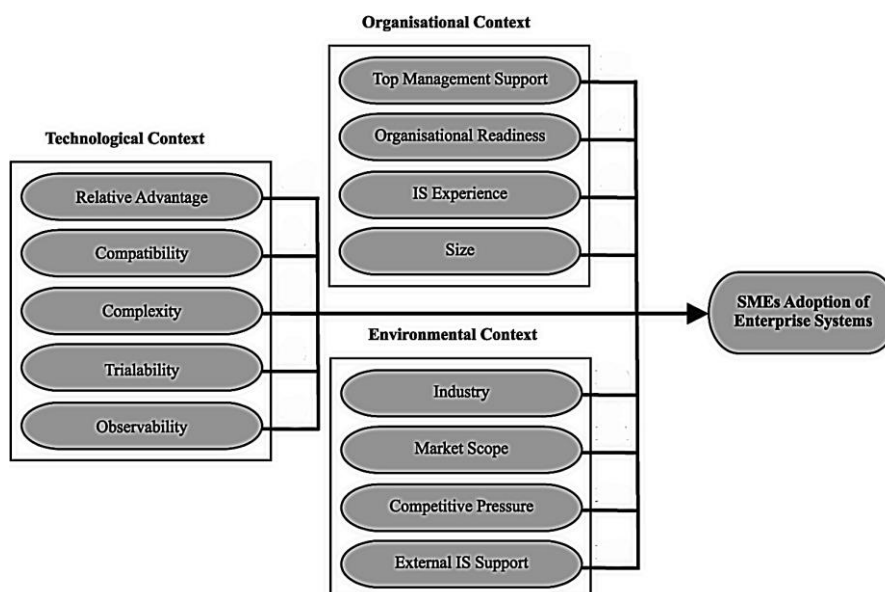 Organisational Context
Top Management Support
Organisational Readiness
IS Experience
Size
Technological Context
Relative Advantage
Compatibility
Complexity
Trialability
Observability
Environmental Context
Industry
Market Scope
Competitive Pressure
External IS Support
SMEs Adoption of
Enterprise Systems